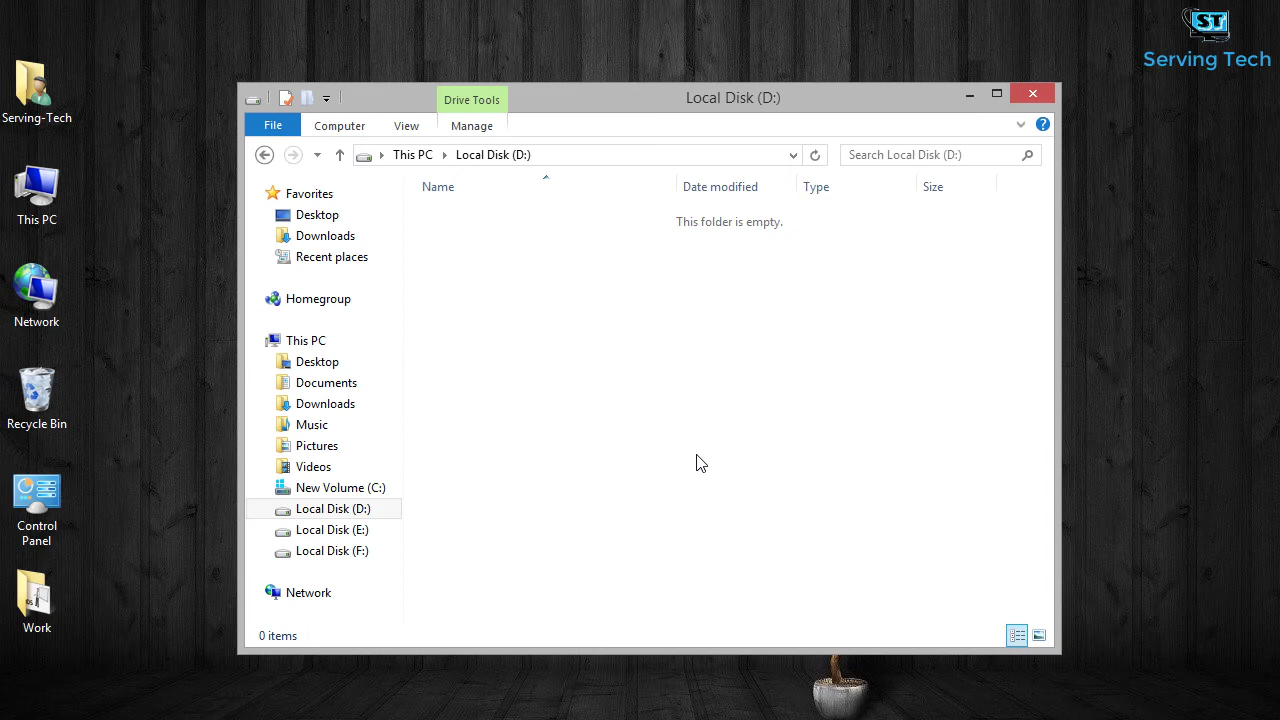 ST
Serving Tech
Serving-Tech
This PC
Network
Recycle Bin
Control
Panel
Work
Drive Tools
Local Disk (D:)
File
Computer
View
Manage
This PC
Local Disk (D:)
Search Local Disk (D:)
Name
Date modified
Type
Size
This folder is empty.
Favorites
Desktop
Downloads
Recent places
Homegroup
This PC
Desktop
Documents
Downloads
Music
Pictures
Videos
New Volume (C:)
Local Disk (D:)
Local Disk (E:)
Local Disk (F:)
Network
0 items